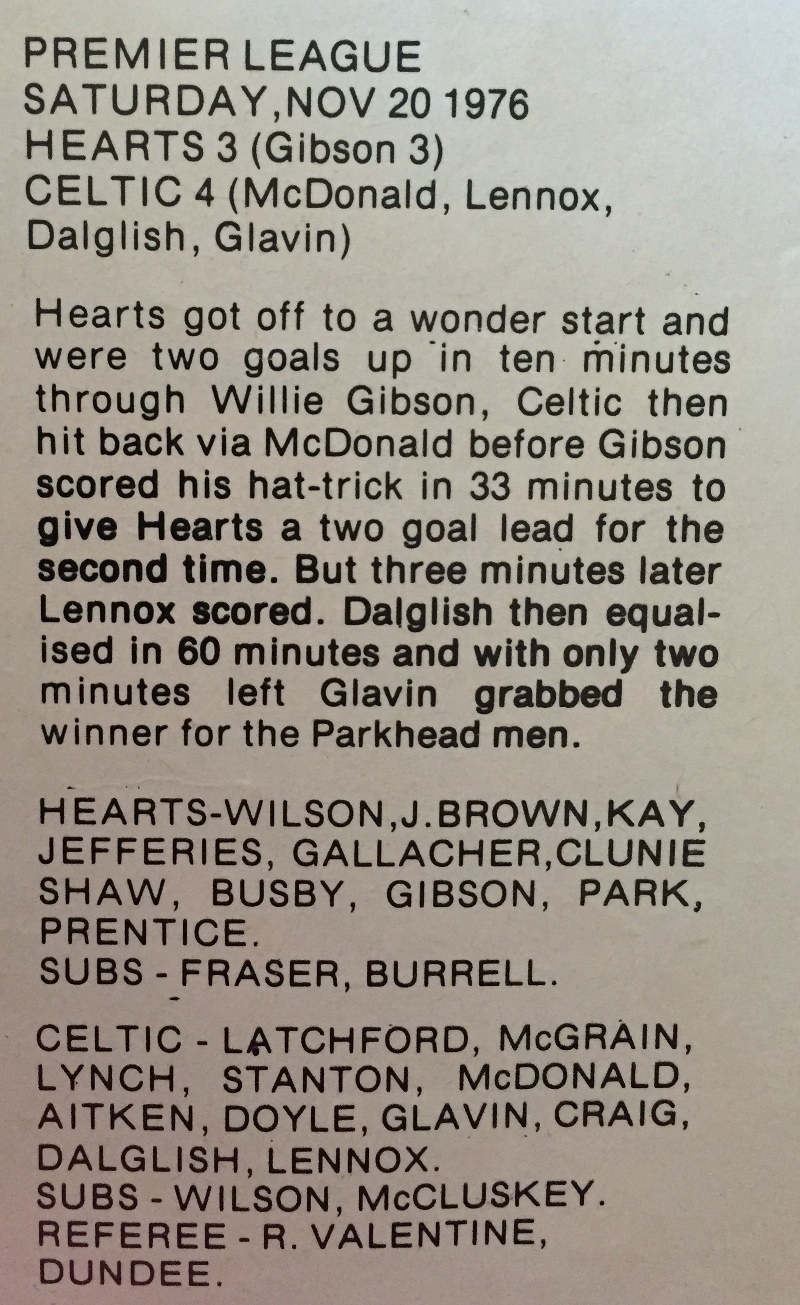 PREMIER LEAGUE
SATURDAY,NOV 20 1976
HEARTS 3 (Gibson 3)
CELTIC 4 (McDonald, Lennox,
Dalglish, Glavin)
Hearts got off to a wonder start and
were two goals up in ten minutes
through Willie Gibson, Celtic then
hit back via McDonald before Gibson
scored his hat-trick in 33 minutes to
give Hearts a two goal lead for the
second time. But three minutes later
Lennox scored. Dalglish then equal-
ised in 60 minutes and with only two
minutes left Glavin grabbed the
winner for the Parkhead men.
HEARTS-WILSON,J.BROWN,KAY,
JEFFERIES, GALLACHER,CLUNIE
SHAW, BUSBY, GIBSON, PARK,
PRENTICE.
SUBS - FRASER, BURRELL.
CELTIC - LATCHFORD, McGRAIN,
LYNCH, STANTON, McDONALD,
AITKEN, DOYLE, GLAVIN, CRAIG,
DALGLISH, LENNOX.
SUBS - WILSON, McCLUSKEY.
REFEREE - R. VALENTINE,
DUNDEE.